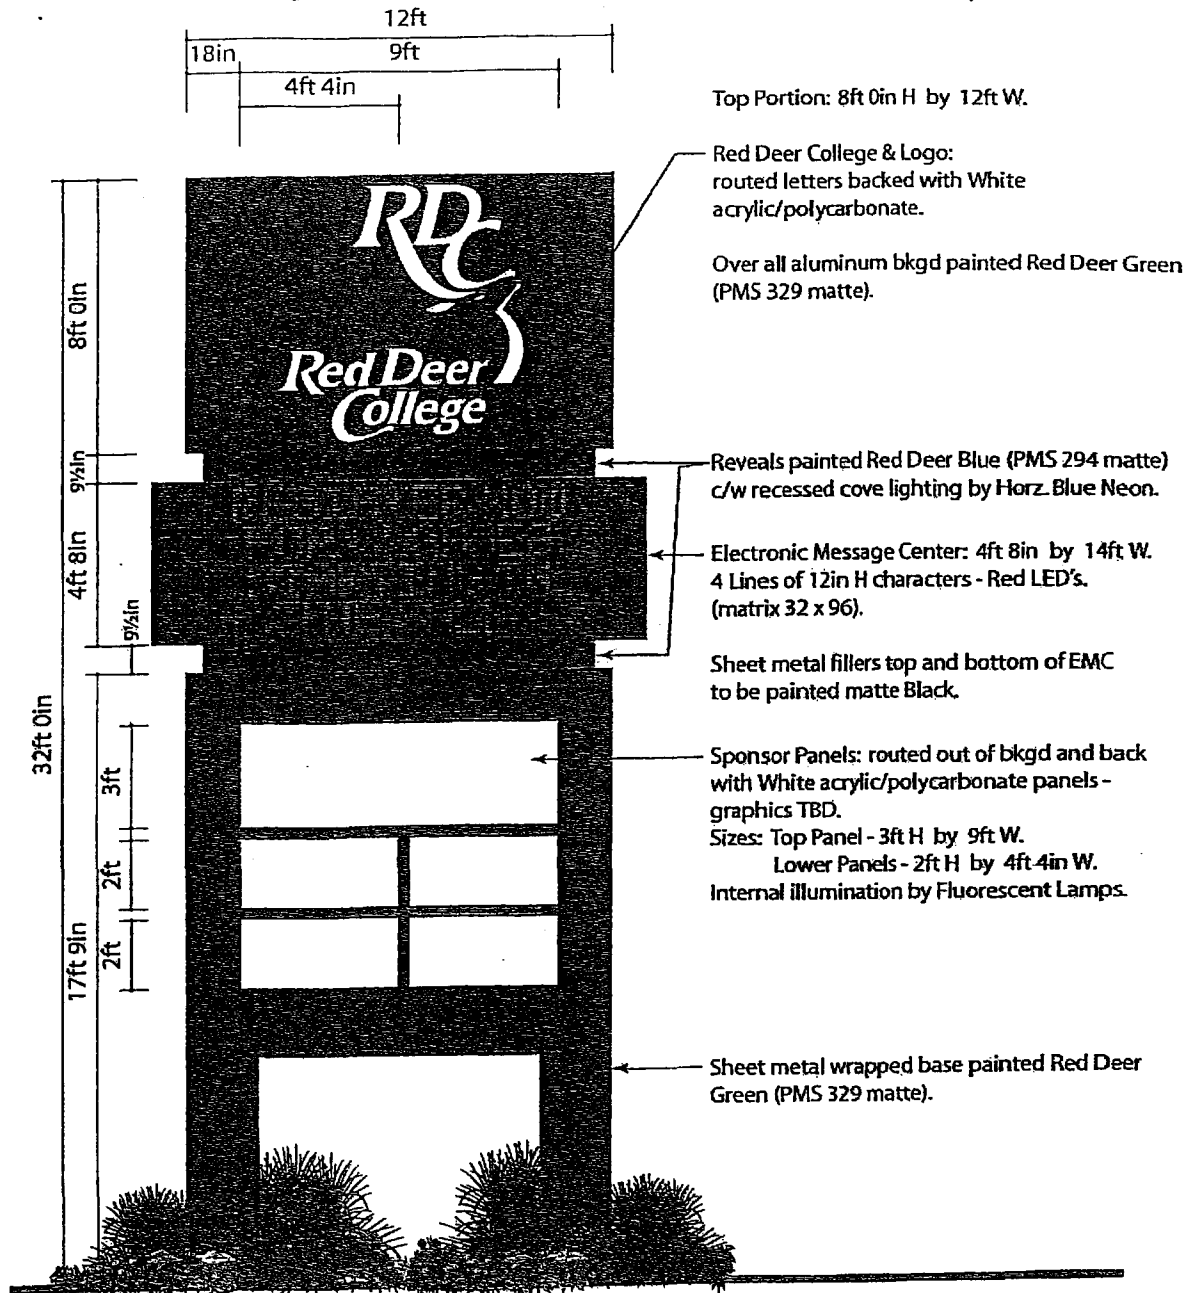 12ft
18in
9ft
4ft 4in
Top Portion: 8ft 0in H by 12ft W.
Red Deer College & Logo:
routed letters backed with White
acrylic/polycarbonate.
Over all aluminum bkgd painted Red Deer Green
(PMS 329 matte).
RDC
Red Deer
College
8ft 0in
9½in
Reveals painted Red Deer Blue (PMS 294 matte)
c/w recessed cove lighting by Horz. Blue Neon.
4ft 8in
Electronic Message Center: 4ft 8in by 14ft W.
4 Lines of 12in H characters - Red LED's.
(matrix 32 x 96).
9½in
Sheet metal fillers top and bottom of EMC
to be painted matte Black.
32ft 0in
3ft
Sponsor Panels: routed out of bkgd and back
with White acrylic/polycarbonate panels -
graphics TBD.
Sizes: Top Panel - 3ft H by 9ft W.
Lower Panels - 2ft H by 4ft 4in W.
Internal illumination by Fluorescent Lamps.
2ft
17ft 9in
2ft
Sheet metal wrapped base painted Red Deer
Green (PMS 329 matte).